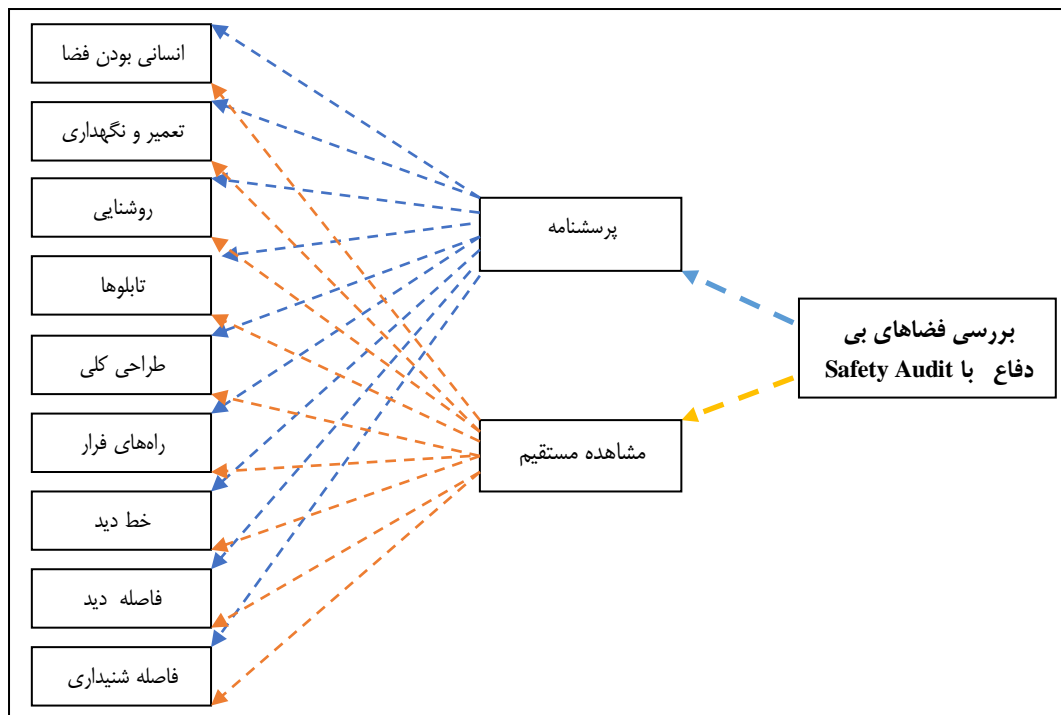 بررسی فضاهای بی
دفاع با Safety Audit
پرسشنامه
مشاهده مستقیم
انسانی بودن فضا
تعمیر و نگهداری
روشنایی
تابلوها
طراحی کلی
راه‌های فرار
خط دید
فاصله دید
فاصله شنیداری